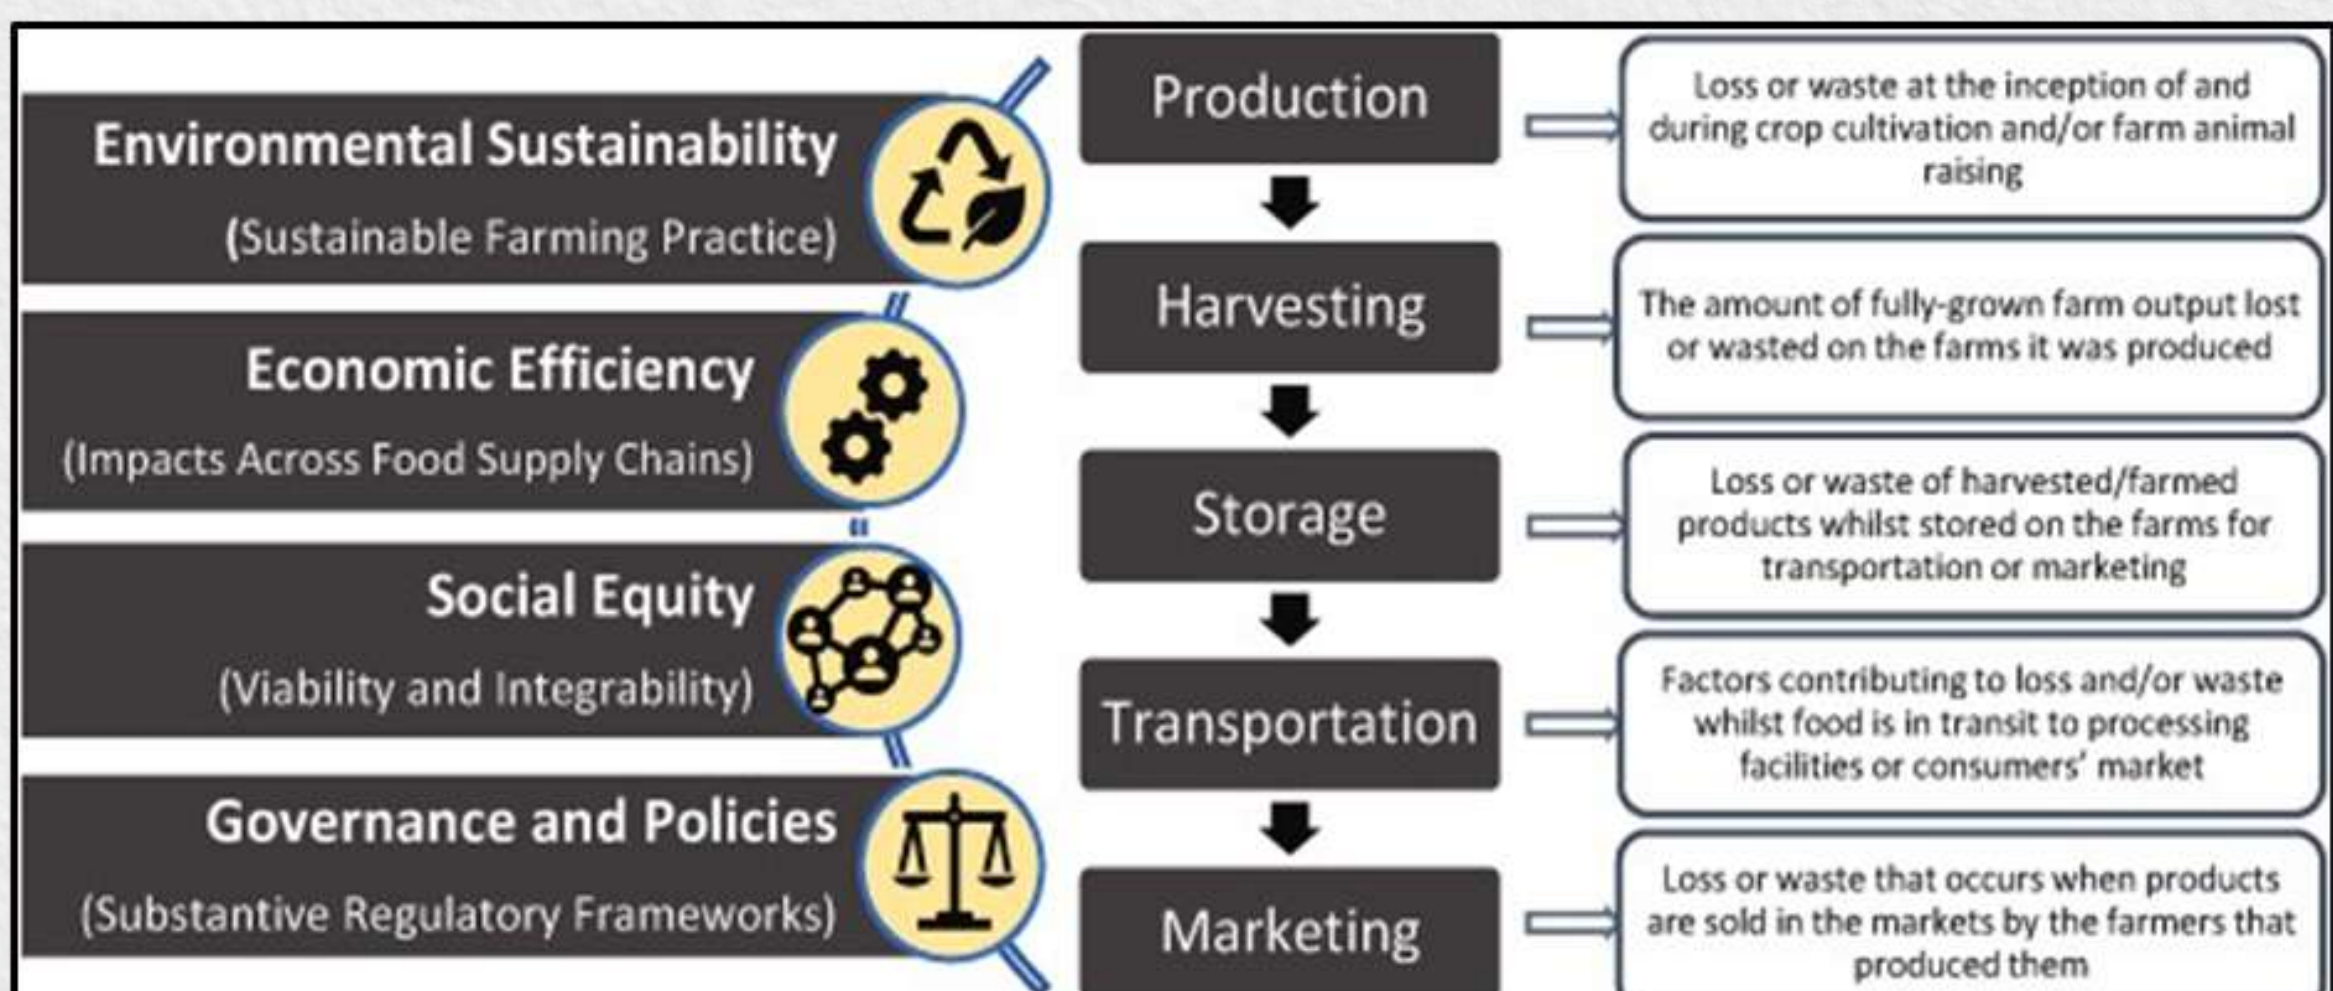 Environmental Sustainability
(Sustainable Farming Practice)
Economic Efficiency
(Impacts Across Food Supply Chains)
Social Equity
(Viability and Integrability)
Governance and Policies
(Substantive Regulatory Frameworks)
Production
Loss or waste at the inception of and
during crop cultivation and/or farm animal
raising
Harvesting
The amount of fully-grown farm output lost
or wasted on the farms it was produced
Storage
Loss or waste of harvested/farmed
products whilst stored on the farms for
transportation or marketing
Transportation
Factors contributing to loss and/or waste
whilst food is in transit to processing
facilities or consumers' market
Marketing
Loss or waste that occurs when products
are sold in the markets by the farmers that
produced them